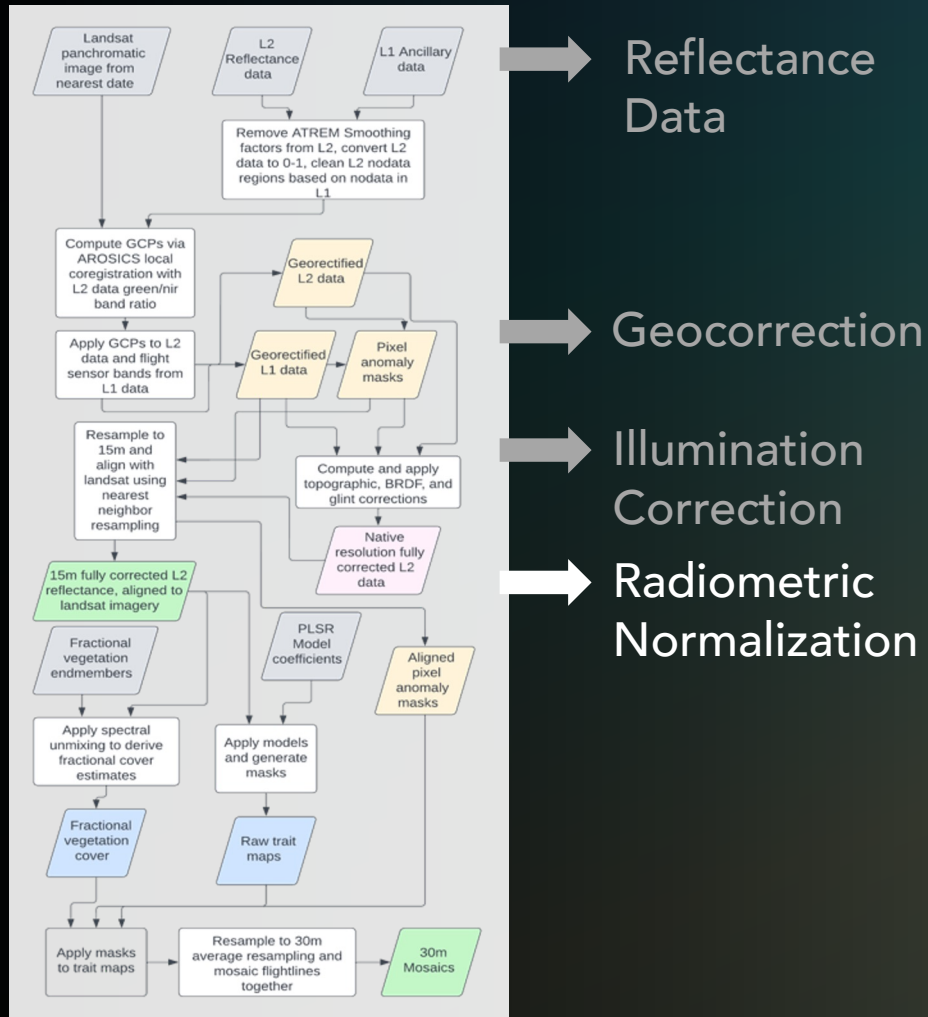 Landsat
panchromatic
image from
nearest date
L2
Reflectance
data
L1 Ancillary
data
Remove ATREM Smoothing
factors from L2, convert L2
data to 0-1, clean L2 nodata
regions based on nodata in
L1
Compute GCPs via
AROSICS local
coregistration with
L2 data green/nir
band ratio
Georectified
L2 data
Apply GCPs to L2
data and flight
sensor bands from
L1 data
Georectified
L1 data
Pixel
anomaly
masks
Resample to
15m and
align with
landsat using
nearest
neighbor
resampling
Compute and apply
topographic, BRDF, and
glint corrections
Native
resolution fully
corrected L2
data
15m fully corrected L2
reflectance, aligned to
landsat imagery
Fractional
vegetation
endmembers
PLSR
Model
coefficients
Aligned
pixel
anomaly
masks
Apply spectral
unmixing to derive
fractional cover
estimates
Apply models
and generate
masks
Fractional
vegetation
cover
Raw trait
maps
Apply masks
to trait maps
Resample to 30m
average resampling and
mosaic flightlines
together
30m
Mosaics
Reflectance
Data
Geocorrection
Illumination
Correction
Radiometric
Normalization